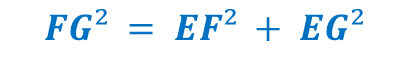 FG² = EF² + EG²